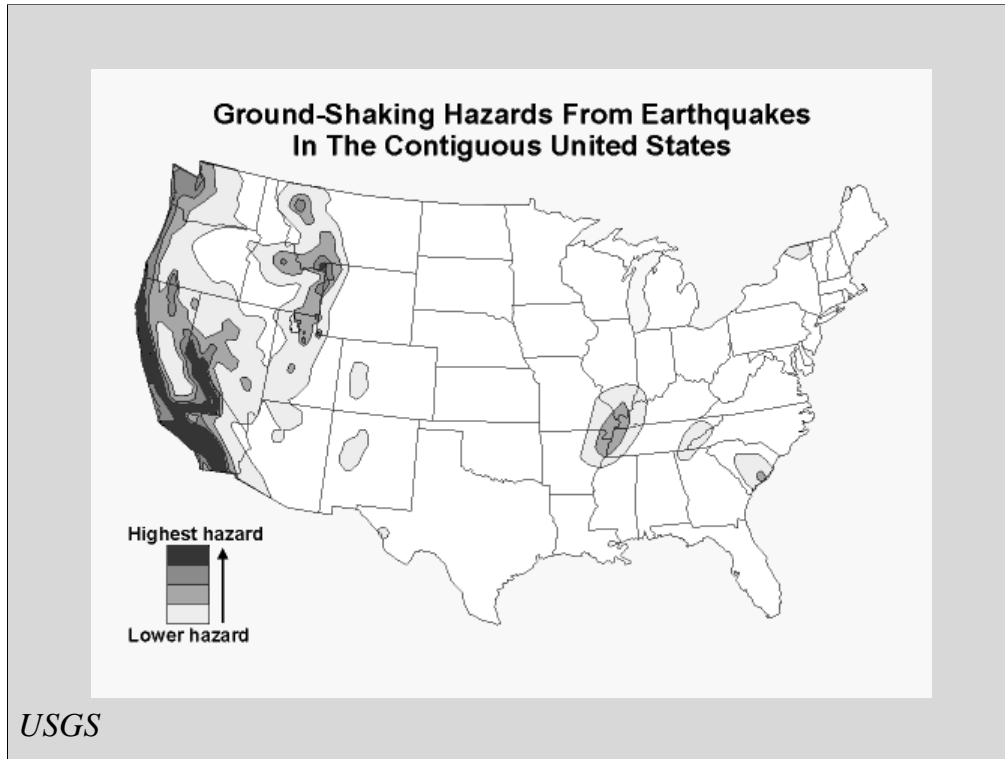 Ground-Shaking Hazards From Earthquakes
In The Contiguous United States
Highest hazard
Lower hazard
USGS